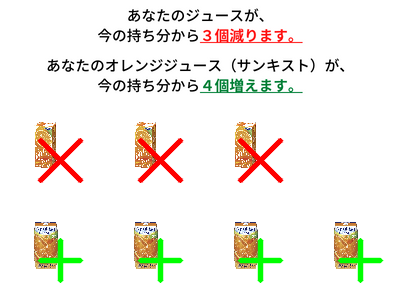 あなたのジュースが、
今の持ち分から３個減ります。
あなたのオレンジジュース（サンキスト）が、
今の持ち分から４個増えます。